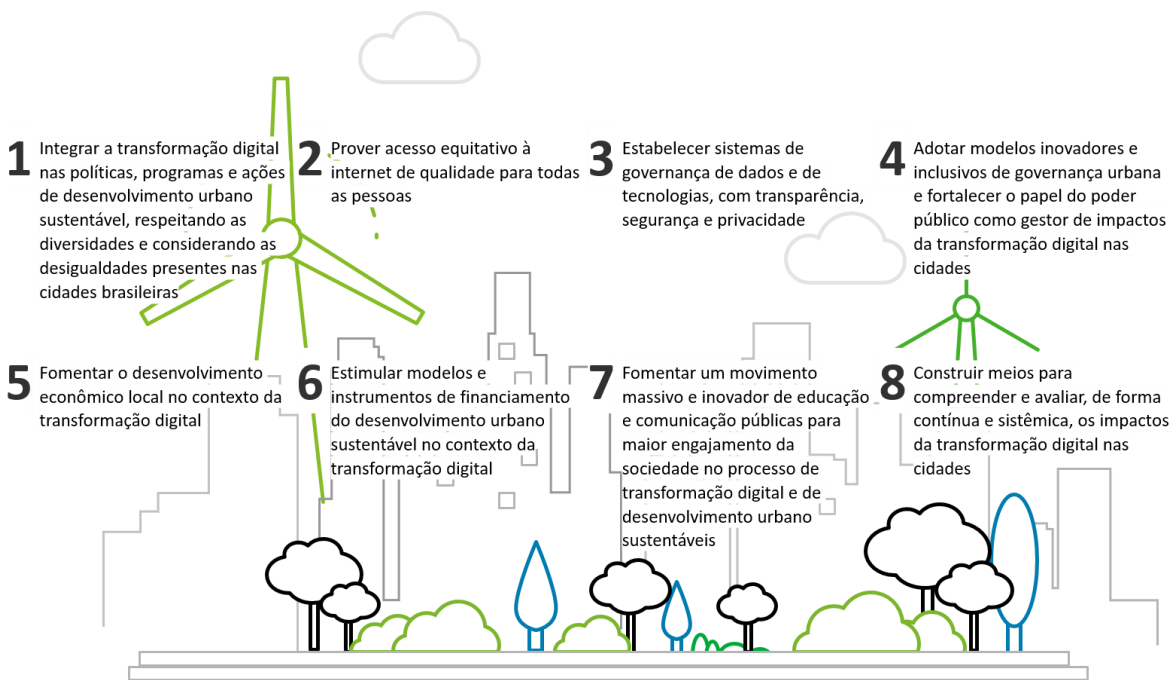 1
Integrar a transformação digital
nas políticas, programas e ações
de desenvolvimento urbano
sustentável, respeitando as
diversidades e considerando as
desigualdades presentes nas
cidades brasileiras
2
Prover acesso equitativo à
internet de qualidade para todas
as pessoas
3
Estabelecer sistemas de
governança de dados e de
tecnologias, com transparência,
segurança e privacidade
4
Adotar modelos inovadores e
inclusivos de governança urbana
e fortalecer o papel do poder
público como gestor de impactos
da transformação digital nas
cidades
5
Fomentar o desenvolvimento
econômico local no contexto da
transformação digital
6
Estimular modelos e
instrumentos de financiamento
do desenvolvimento urbano
sustentável no contexto da
transformação digital
7
Fomentar um movimento
massivo e inovador de educação
e comunicação públicas para
maior engajamento da
sociedade no processo de
transformação digital e de
desenvolvimento urbano
sustentáveis
8
Construir meios para
compreender e avaliar, de forma
contínua e sistêmica, os impactos
da transformação digital nas
cidades